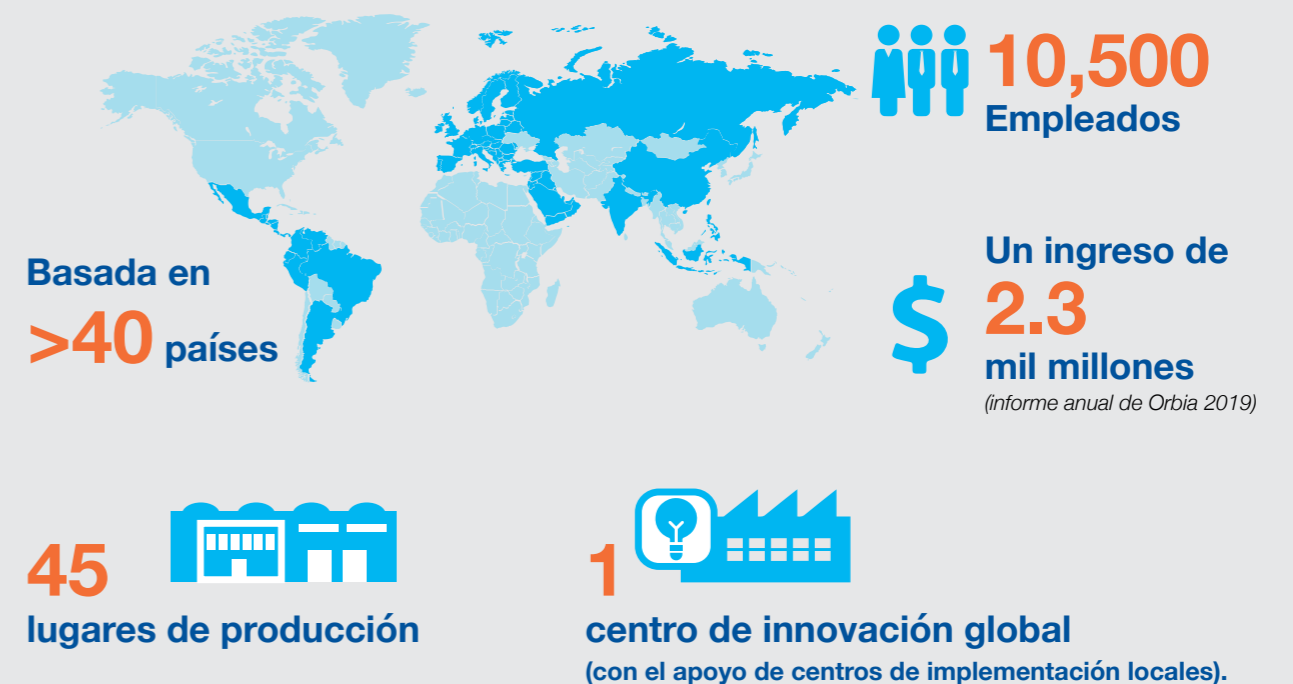 10,500
Empleados
Basada en
>40 países
Un ingreso de
$ 2.3
mil millones
(informe anual de Orbia 2019)
45
lugares de producción
1
centro de innovación global
(con el apoyo de centros de implementación locales).